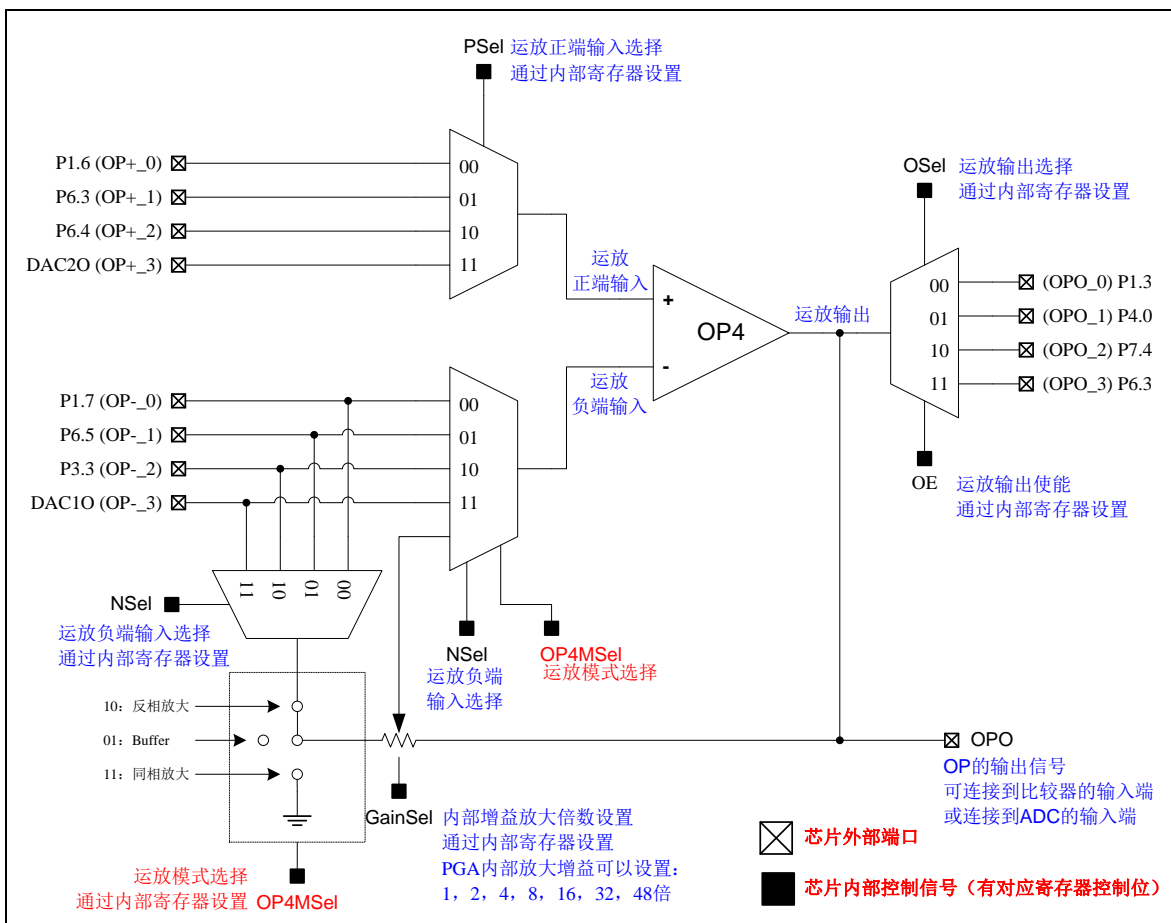 PSel 运放正端输入选择
通过内部寄存器设置
P1.6 (OP+_0)
P6.3 (OP+_1)
P6.4 (OP+_2)
DAC2O (OP+_3)
00
01
10
11
OSel 运放输出选择
通过内部寄存器设置
运放
正端输入
+
-
OP4
运放输出
运放
负端输入
00
01
10
11
(OPO_0) P1.3
(OPO_1) P4.0
(OPO_2) P7.4
(OPO_3) P6.3
OE 运放输出使能
通过内部寄存器设置
P1.7 (OP-_0)
P6.5 (OP-_1)
P3.3 (OP-_2)
DAC1O (OP-_3)
00
01
10
11
11
10
01
00
NSel
运放负端输入选择
通过内部寄存器设置
NSel
运放负端
输入选择
OP4MSel
运放模式选择
10：反相放大
01：Buffer
11：同相放大
运放模式选择
通过内部寄存器设置 OP4MSel
GainSel 内部增益放大倍数设置
通过内部寄存器设置
PGA内部放大增益可以设置：
1，2，4，8，16，32，48倍
OPO
OP的输出信号
可连接到比较器的输入端
或连接到ADC的输入端
芯片外部端口
芯片内部控制信号（有对应寄存器控制位）